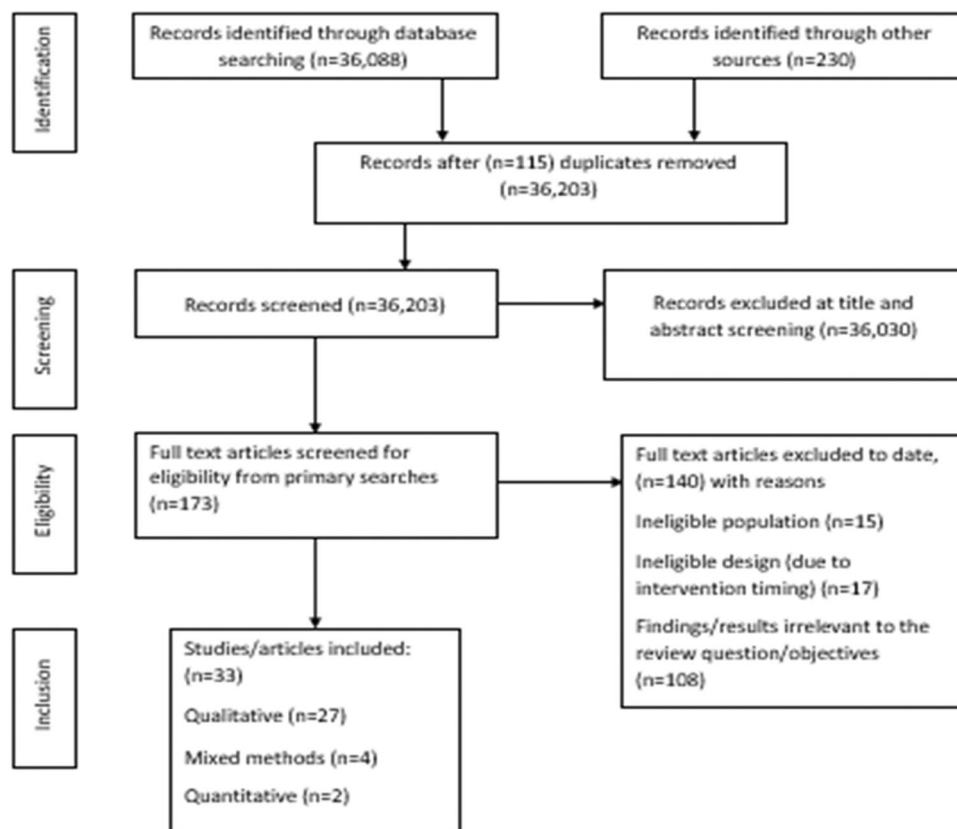 Identification
Records identified through database
searching (n=36,088)
Records identified through other
sources (n=230)
Records after (n=115) duplicates removed
(n=36,203)
Screening
Records screened (n=36,203)
Records excluded at title and
abstract screening (n=36,030)
Eligibility
Full text articles screened for
eligibility from primary searches
(n=173)
Full text articles excluded to date,
(n=140) with reasons
Ineligible population (n=15)
Ineligible design (due to
intervention timing) (n=17)
Findings/results irrelevant to the
review question/objectives
(n=108)
Inclusion
Studies/articles included:
(n=33)
Qualitative (n=27)
Mixed methods (n=4)
Quantitative (n=2)